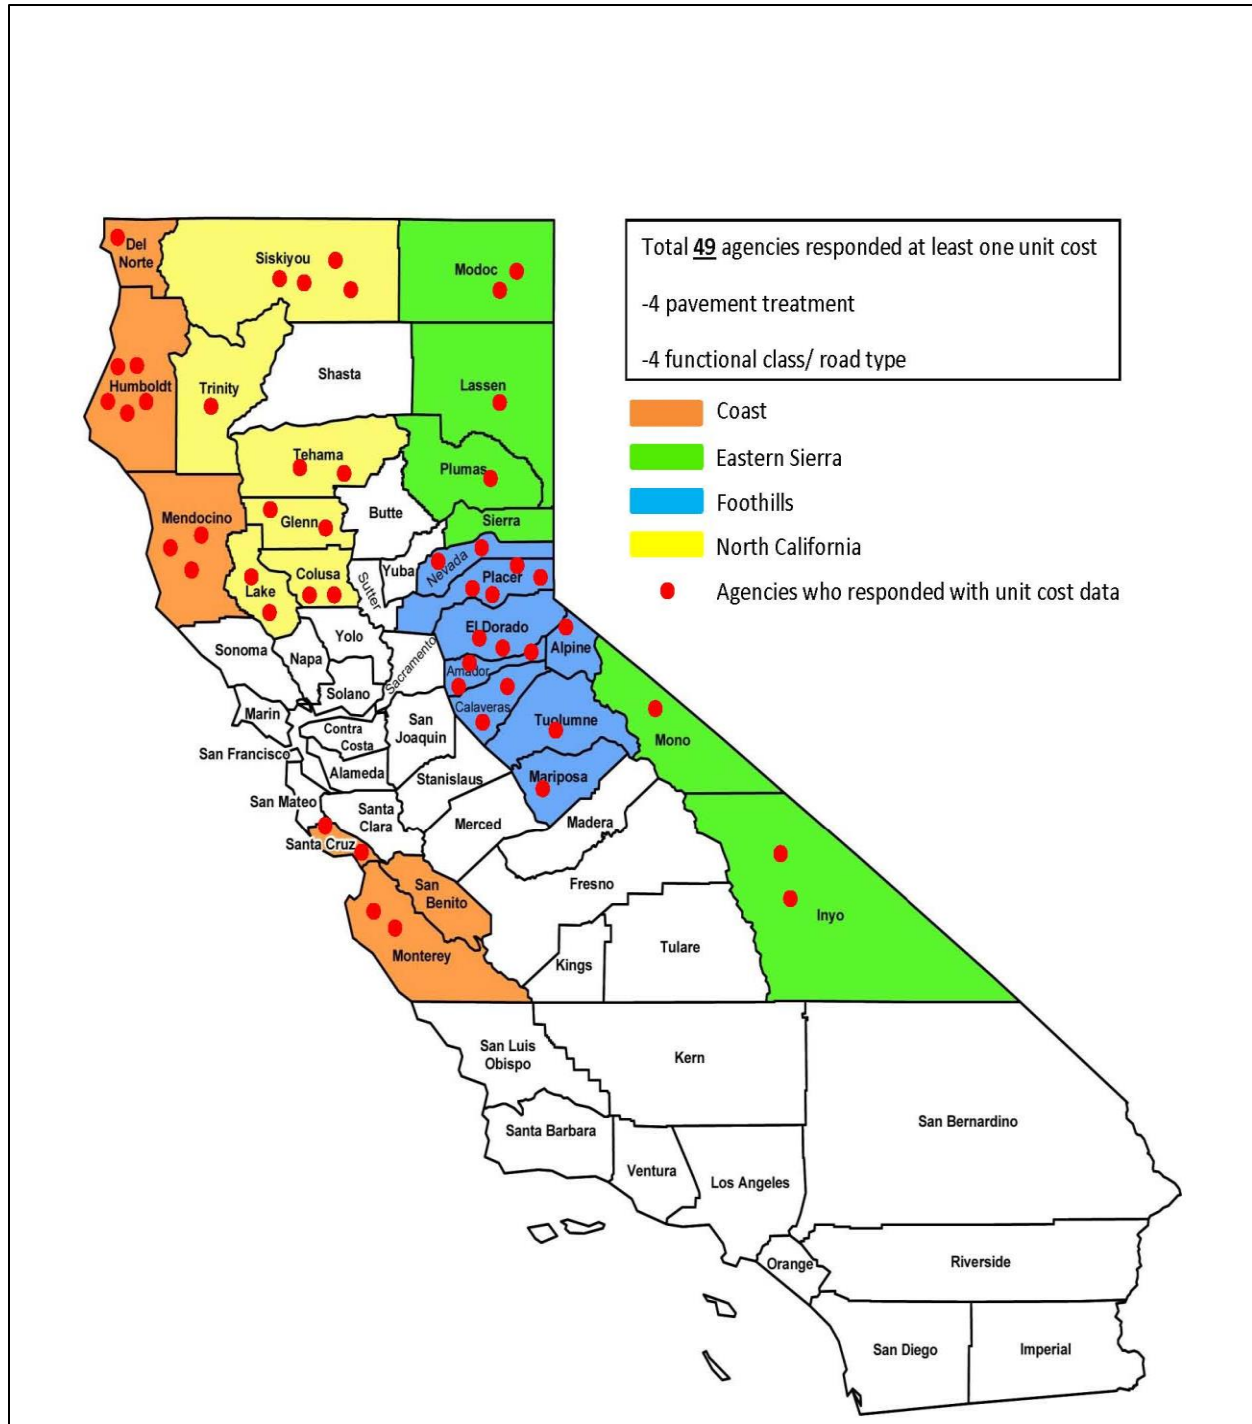 Total 49 agencies responded at least one unit cost
-4 pavement treatment
-4 functional class/ road type
Coast
Eastern Sierra
Foothills
North California
Agencies who responded with unit cost data
Del
Norte
Siskiyou
Modoc
Humboldt
Trinity
Shasta
Lassen
Tehama
Plumas
Mendocino
Glenn
Butte
Sierra
Lake
Colusa
Sutter
Yuba
Nevada
Placer
Sonoma
Napa
Yolo
Solano
Sacramento
El Dorado
Alpine
Amador
Calaveras
Tuolumne
Mono
Marin
Contra
Costa
San
Joaquin
San Francisco
Alameda
Stanislaus
Mariposa
San Mateo
Santa
Clara
Merced
Madera
Santa Cruz
San
Benito
Fresno
Inyo
Monterey
Kings
Tulare
San Luis
Obispo
Kern
San Bernardino
Santa Barbara
Ventura
Los Angeles
Orange
Riverside
San Diego
Imperial